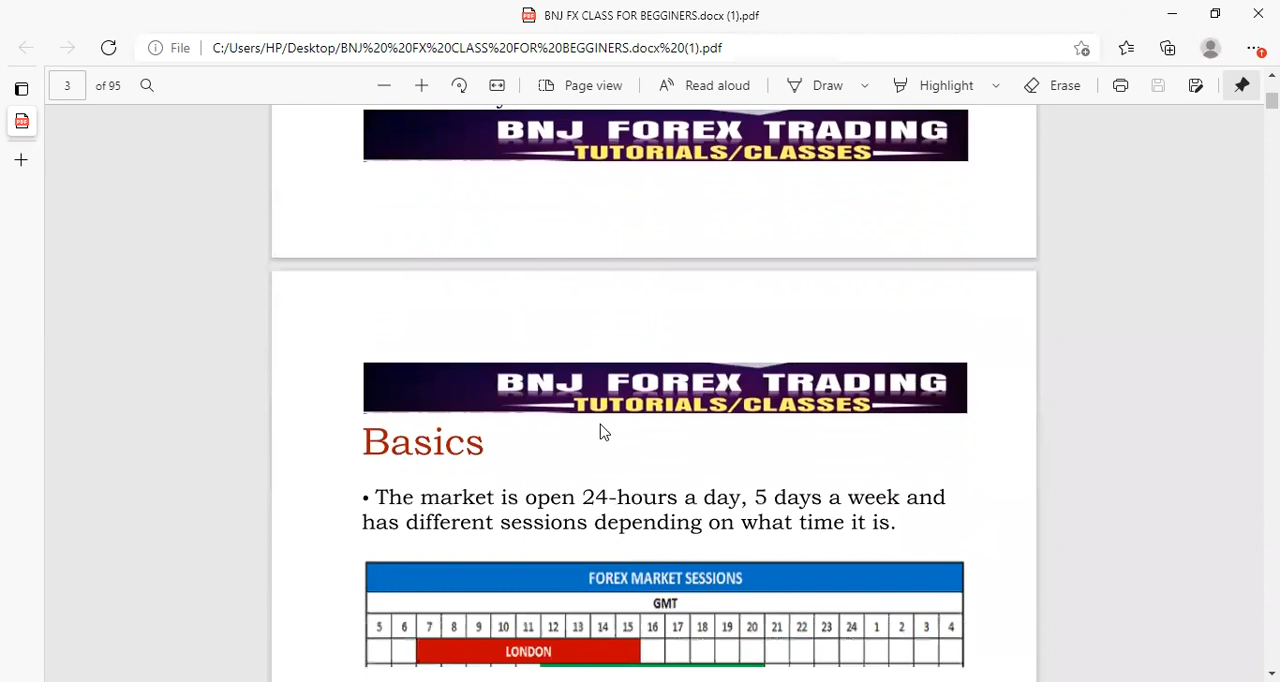 BNJ FX CLASS FOR BEGGINERS.docx (1).pdf
File C:/Users/HP/Desktop/BNJ%20%20FX%20CLASS%20FOR%20BEGGINERS.docx%20(1).pdf
3 of 95 Page view Read aloud Draw Highlight Erase
BNJ FOREX TRADING
TUTORIALS/CLASSES
BNJ FOREX TRADING
TUTORIALS/CLASSES
Basics
• The market is open 24-hours a day, 5 days a week and
has different sessions depending on what time it is.
FOREX MARKET SESSIONS
GMT
5 6 7 8 9 10 11 12 13 14 15 16 17 18 19 20 21 22 23 24 1 2 3 4
LONDON